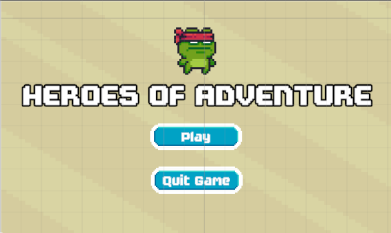 HEROES OF ADVENTURE
Play
Quit Game